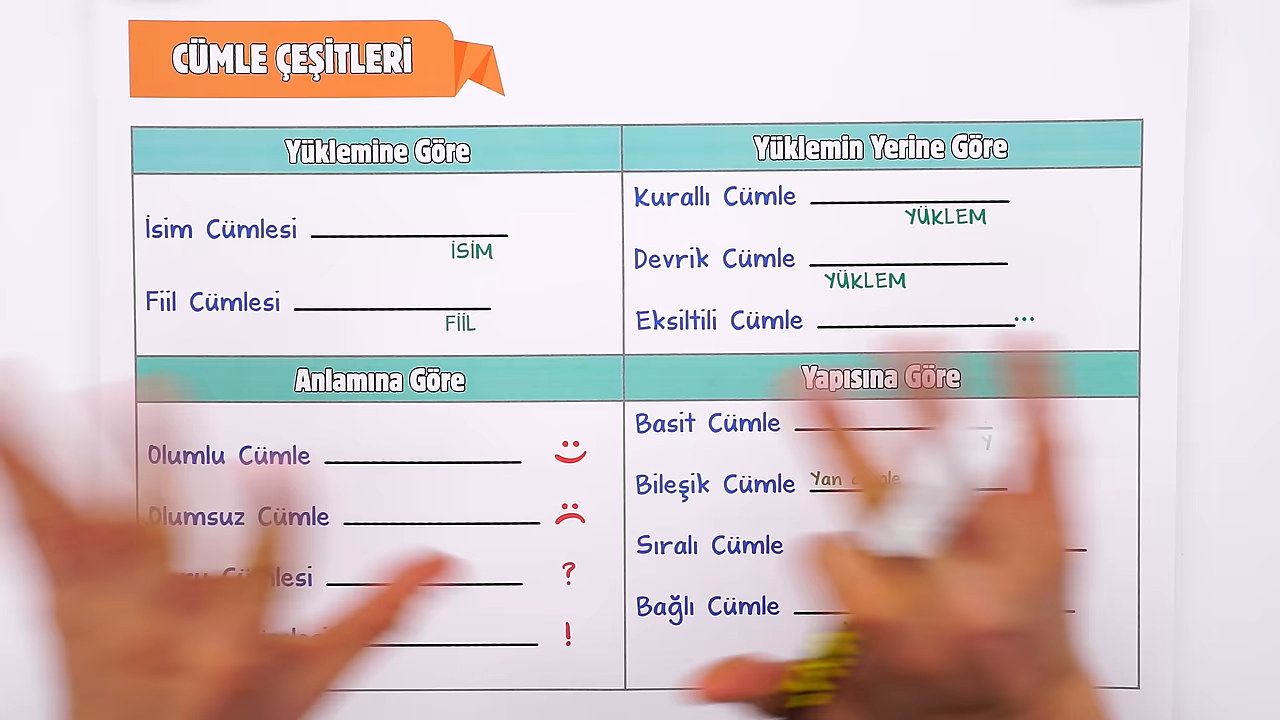 CÜMLE ÇEŞİTLERİ
Yüklemine Göre
İsim Cümlesi
İSİM
Fiil Cümlesi
FİİL
Yüklemin Yerine Göre
Kurallı Cümle
YÜKLEM
Devrik Cümle
YÜKLEM
Eksiltili Cümle ...
Anlamına Göre
Olumlu Cümle
Olumsuz Cümle
?
!
Yapısına Göre
Basit Cümle
Y
Bileşik Cümle Yan
Sıralı Cümle
Bağlı Cümle